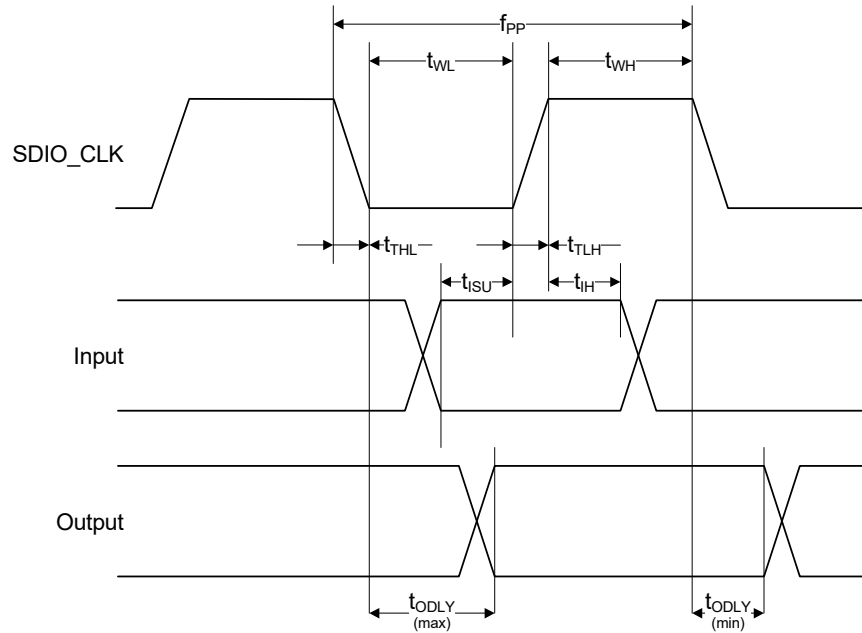 fPP
tWL
tWH
SDIO_CLK
tTHL
tTLH
tISU
tIH
Input
Output
tODLY
(max)
tODLY
(min)